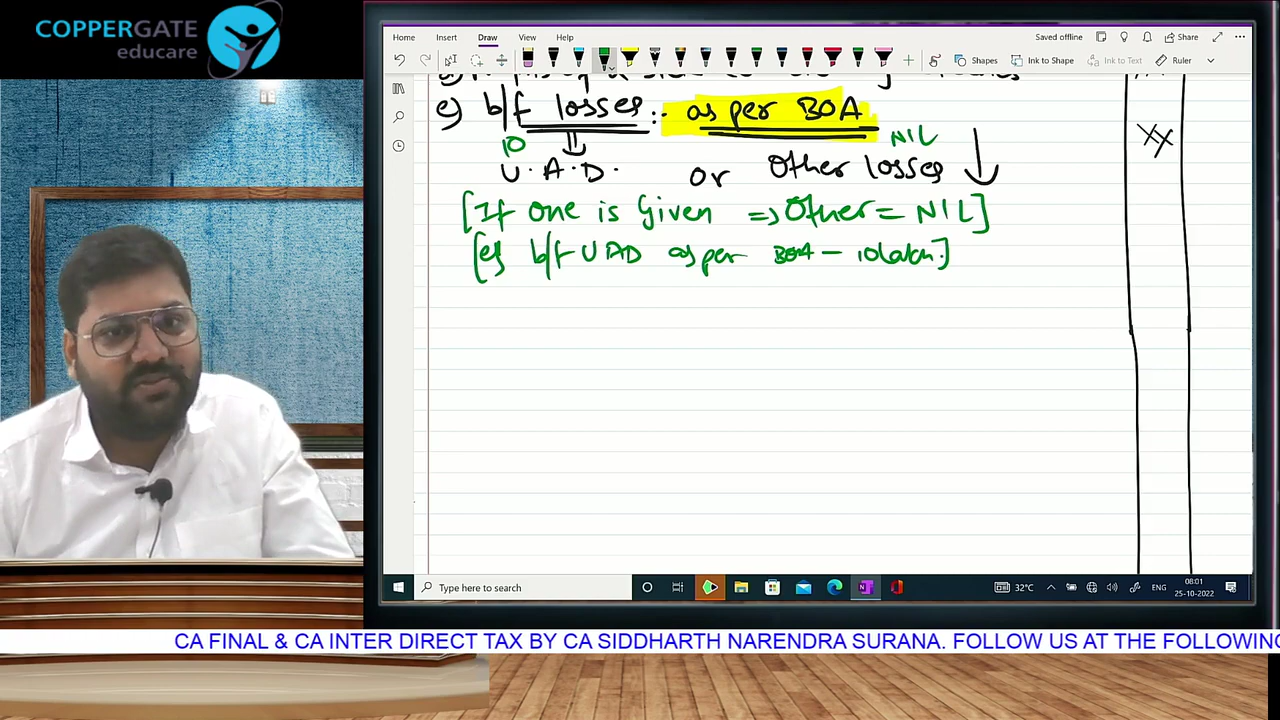 COPPERGATE
educare
Home Insert Draw View Help
Saved offline
Share
Shapes
Ink to Shape
Ink to Text
Ruler
e) b/f losses :- as per BOA
10
NIL
XX
U.A.D. or Other losses
[If one is Given => Other = NIL]
[eg b/f UAD as per BOA - 10 lakh.]
Type here to search
32°C
ENG
08:01
25-10-2022
CA FINAL & CA INTER DIRECT TAX BY CA SIDDHARTH NARENDRA SURANA. FOLLOW US AT THE FOLLOWING